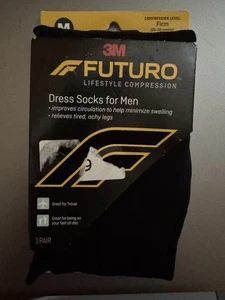 M
COMPRESSION LEVEL:
Firm
3M
FUTURO
LIFESTYLE COMPRESSION
Dress Socks for Men
• improves circulation to help minimize swelling
• relieves tired, achy legs
Great for Travel
Great for being on
your feet all day
1 PAIR